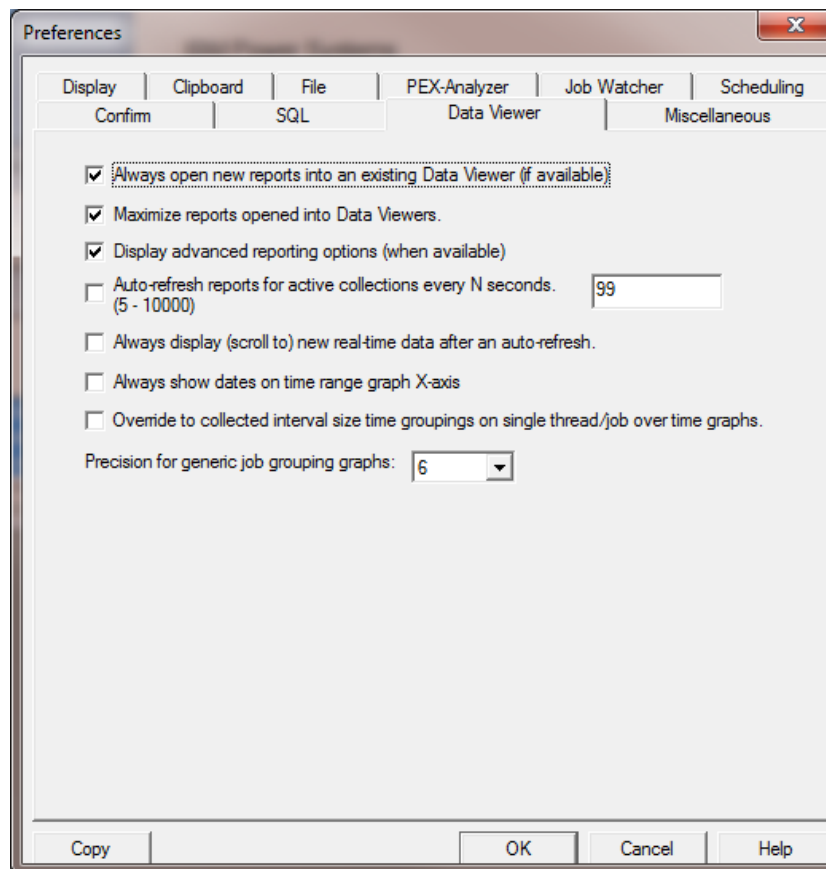 Preferences
Display Clipboard File PEX-Analyzer Job Watcher Scheduling
Confirm SQL Data Viewer Miscellaneous
Always open new reports into an existing Data Viewer (if available)
Maximize reports opened into Data Viewers.
Display advanced reporting options (when available)
Auto-refresh reports for active collections every N seconds. 99
(5 - 10000)
Always display (scroll to) new real-time data after an auto-refresh.
Always show dates on time range graph X-axis
Override to collected interval size time groupings on single thread/job over time graphs.
Precision for generic job grouping graphs: 6
Copy OK Cancel Help